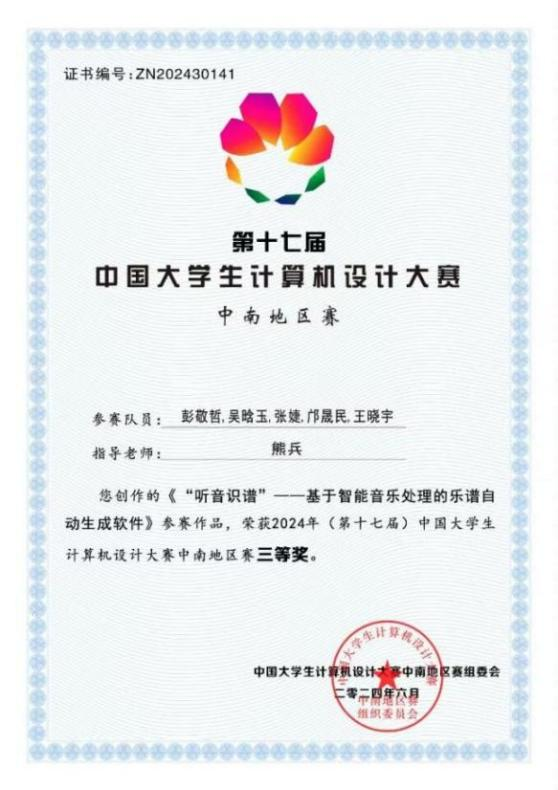 证书编号:ZN202430141
第十七届
中国大学生计算机设计大赛
中南地区赛
参赛队员: 彭敬哲,吴晗玉,张婕,邝晟民,王晓宇
指导老师: 熊兵
您创作的《“听音识谱”——基于智能音乐处理的乐谱自
动生成软件》参赛作品，荣获2024年（第十七届）中国大学生
计算机设计大赛中南地区赛三等奖。
中国大学生计算机设计大赛
中国大学生计算机设计大赛中南地区赛组委会
二零二四年六月
中南地区赛
组织委员会